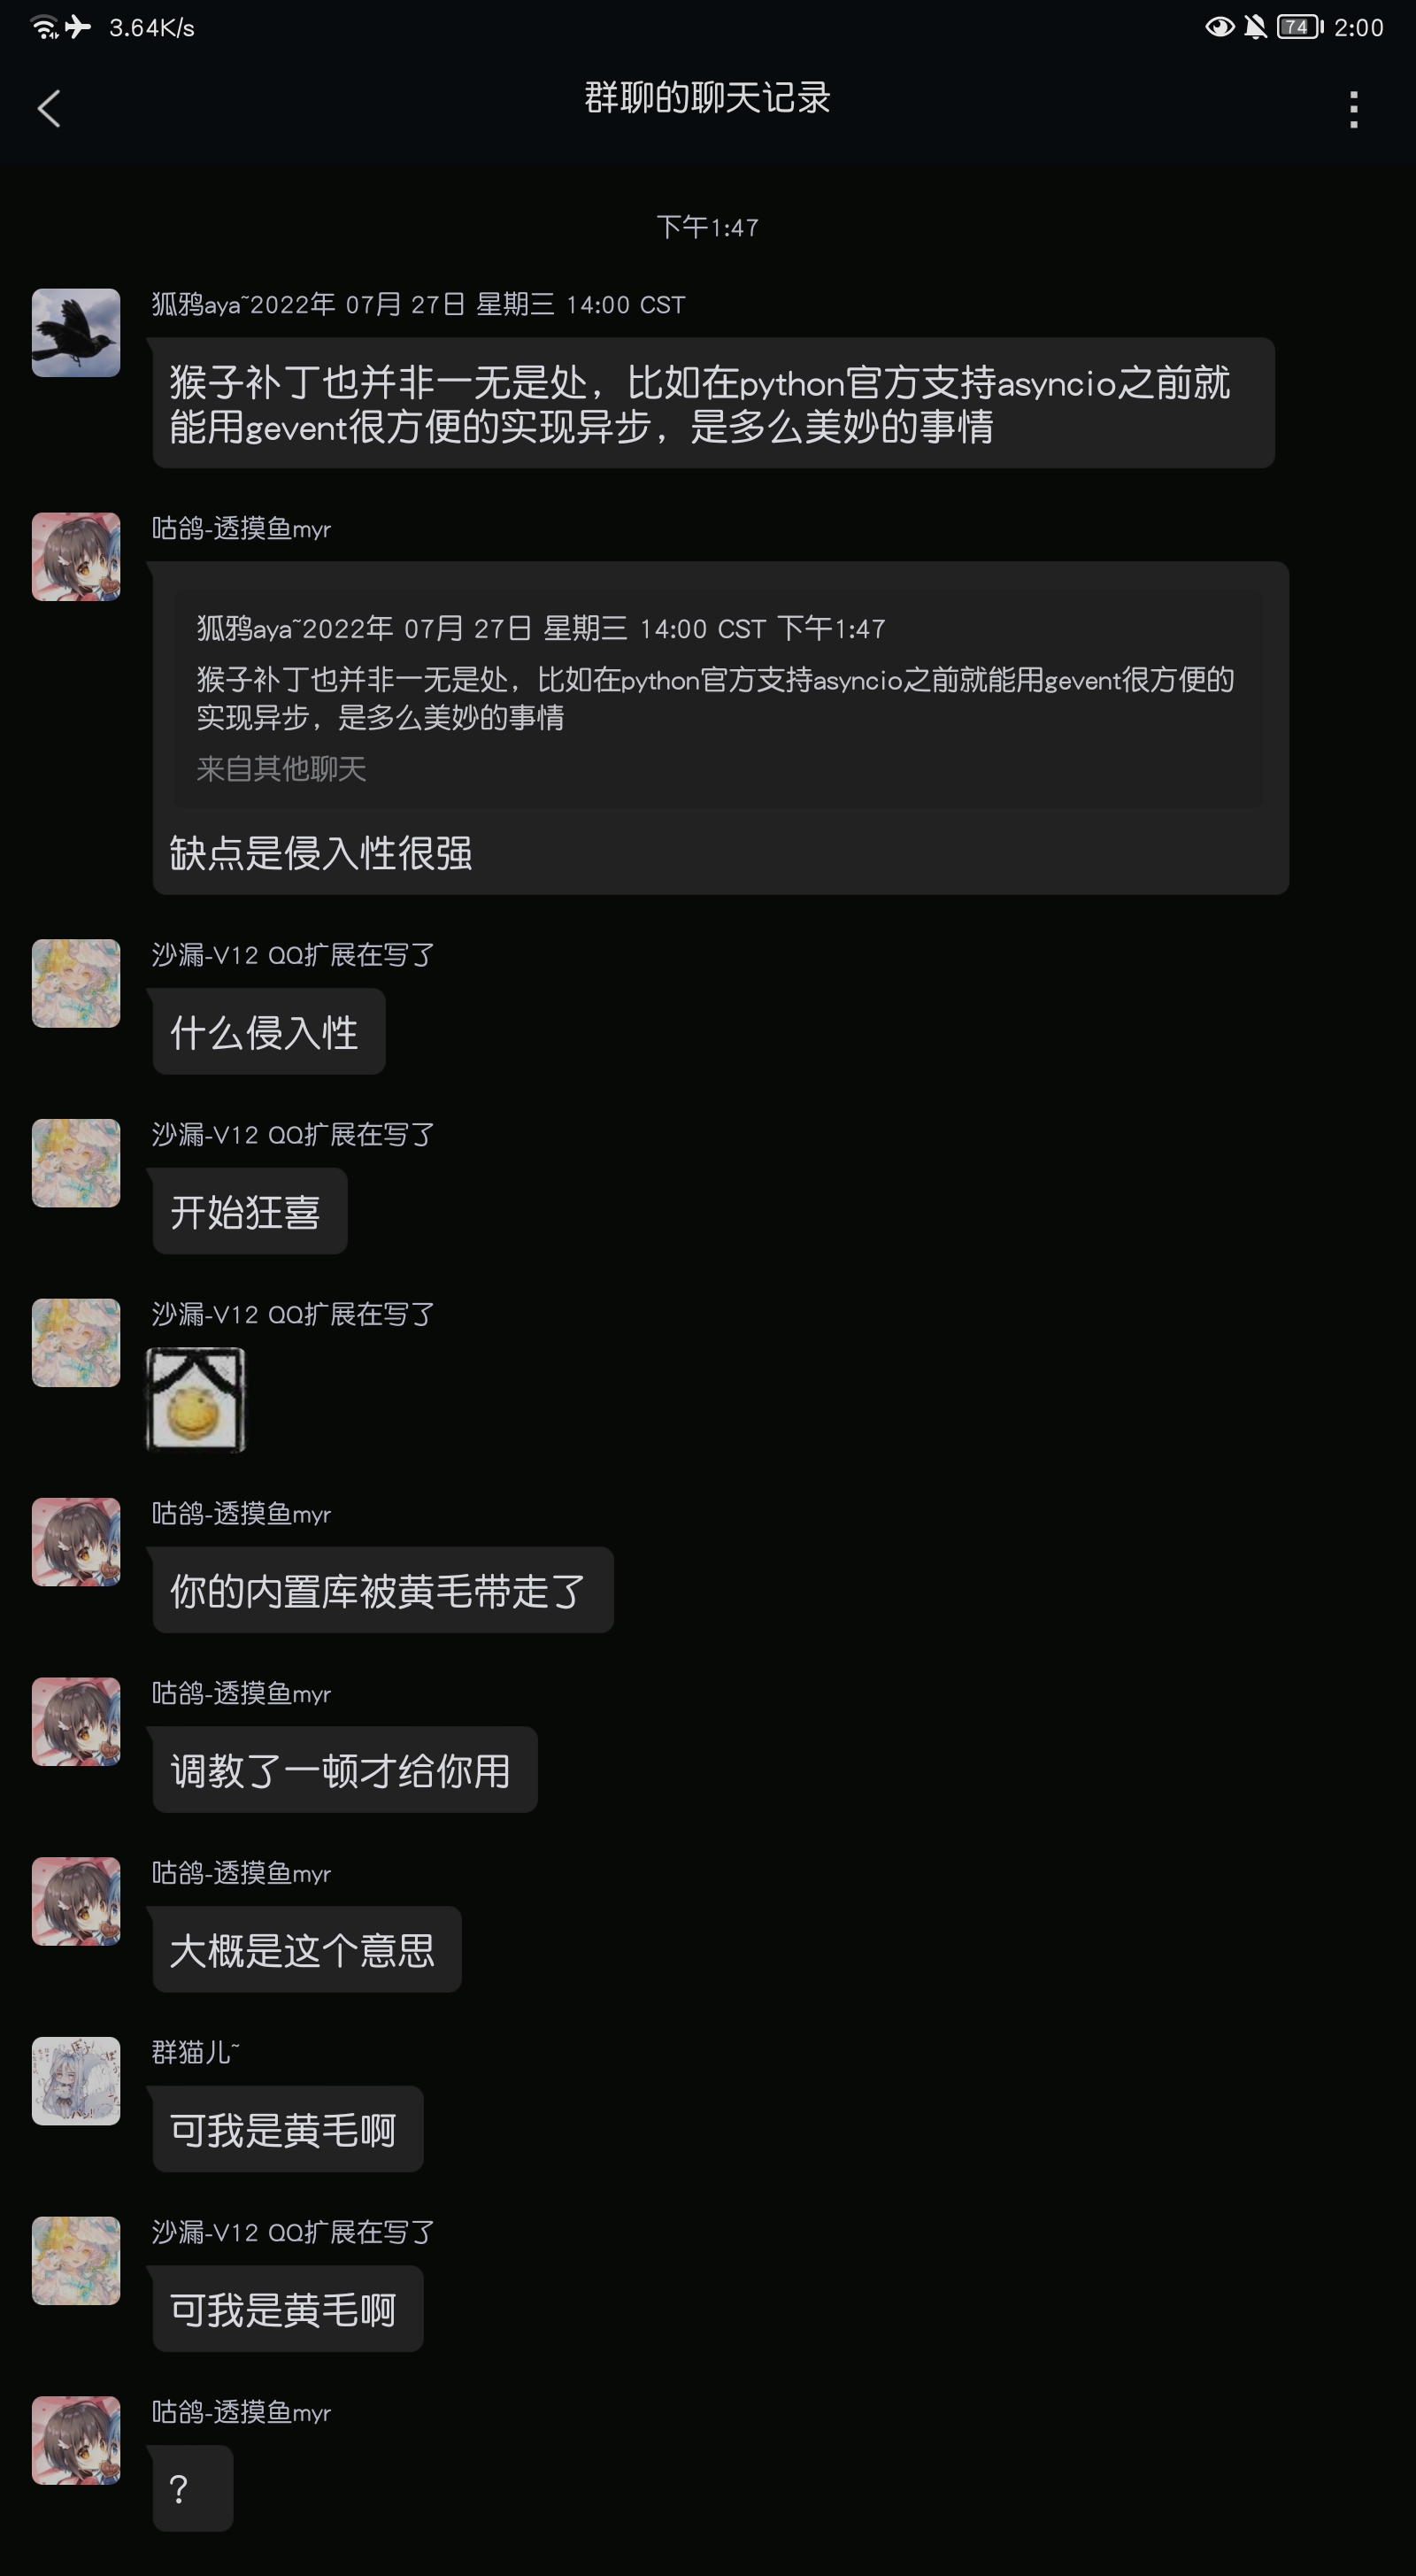 3.64K/s
74
2:00
群聊的聊天记录
下午1:47
狐鸦aya~2022年 07月 27日 星期三 14:00 CST
猴子补丁也并非一无是处，比如在python官方支持asyncio之前就
能用gevent很方便的实现异步，是多么美妙的事情
咕鸽-透摸鱼myr
狐鸦aya~2022年 07月 27日 星期三 14:00 CST 下午1:47
猴子补丁也并非一无是处，比如在python官方支持asyncio之前就能用gevent很方便的
实现异步，是多么美妙的事情
来自其他聊天
缺点是侵入性很强
沙漏-V12 QQ扩展在写了
什么侵入性
沙漏-V12 QQ扩展在写了
开始狂喜
沙漏-V12 QQ扩展在写了
咕鸽-透摸鱼myr
你的内置库被黄毛带走了
咕鸽-透摸鱼myr
调教了一顿才给你用
咕鸽-透摸鱼myr
大概是这个意思
群猫儿~
可我是黄毛啊
沙漏-V12 QQ扩展在写了
可我是黄毛啊
咕鸽-透摸鱼myr
？